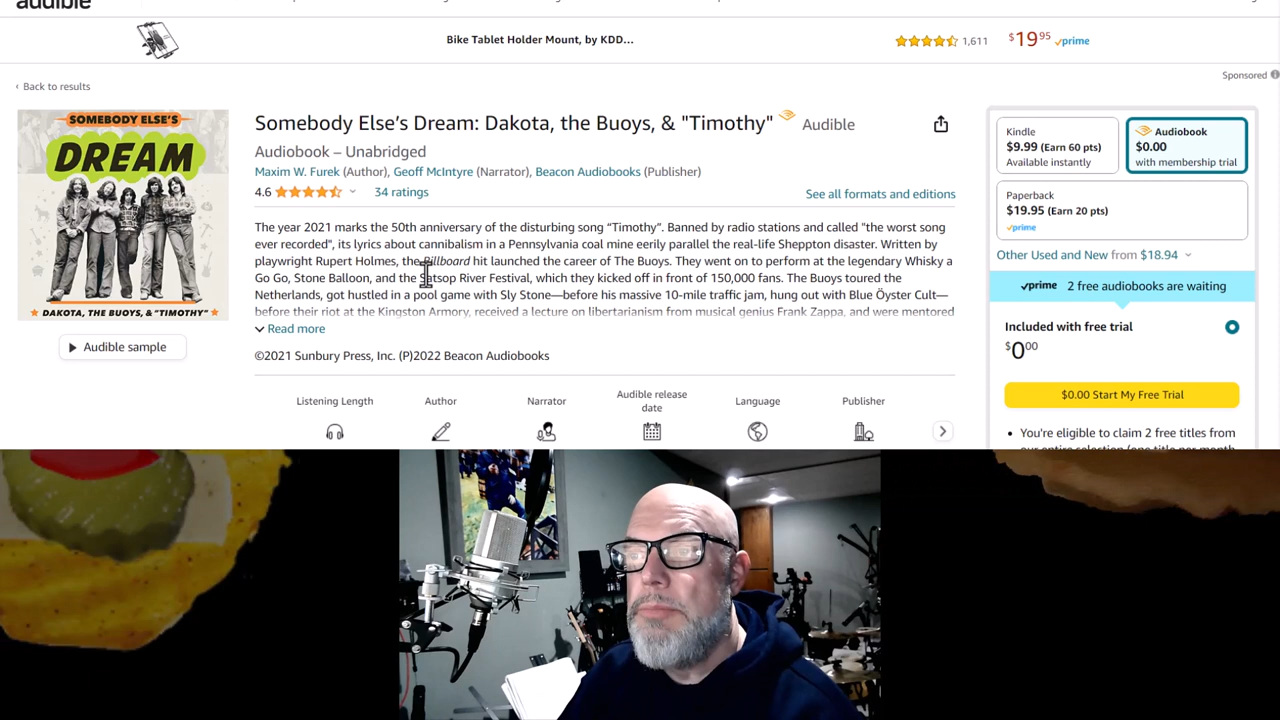 audible
Bike Tablet Holder Mount, by KDD...
1,611
$19 95 prime
Sponsored
‹ Back to results
SOMEBODY ELSE'S
DREAM
DAKOTA, THE BUOYS, & "TIMOTHY"
Audible sample
Somebody Else's Dream: Dakota, the Buoys, & "Timothy" Audible
Audiobook – Unabridged
Maxim W. Furek (Author), Geoff McIntyre (Narrator), Beacon Audiobooks (Publisher)
4.6 34 ratings
See all formats and editions
The year 2021 marks the 50th anniversary of the disturbing song “Timothy”. Banned by radio stations and called "the worst song
ever recorded", its lyrics about cannibalism in a Pennsylvania coal mine eerily parallel the real-life Sheppton disaster. Written by
playwright Rupert Holmes, the Billboard hit launched the career of The Buoys. They went on to perform at the legendary Whisky a
Go Go, Stone Balloon, and the Satsop River Festival, which they kicked off in front of 150,000 fans. The Buoys toured the
Netherlands, got hustled in a pool game with Sly Stone—before his massive 10-mile traffic jam, hung out with Blue Öyster Cult—
before their riot at the Kingston Armory, received a lecture on libertarianism from musical genius Frank Zappa, and were mentored
Read more
©2021 Sunbury Press, Inc. (P)2022 Beacon Audiobooks
Listening Length
Author
Narrator
Audible release
date
Language
Publisher
Kindle
$9.99 (Earn 60 pts)
Available instantly
Audiobook
$0.00
with membership trial
Paperback
$19.95 (Earn 20 pts)
prime
Other Used and New from $18.94
prime 2 free audiobooks are waiting
Included with free trial
$0 00
$0.00 Start My Free Trial
• You're eligible to claim 2 free titles from